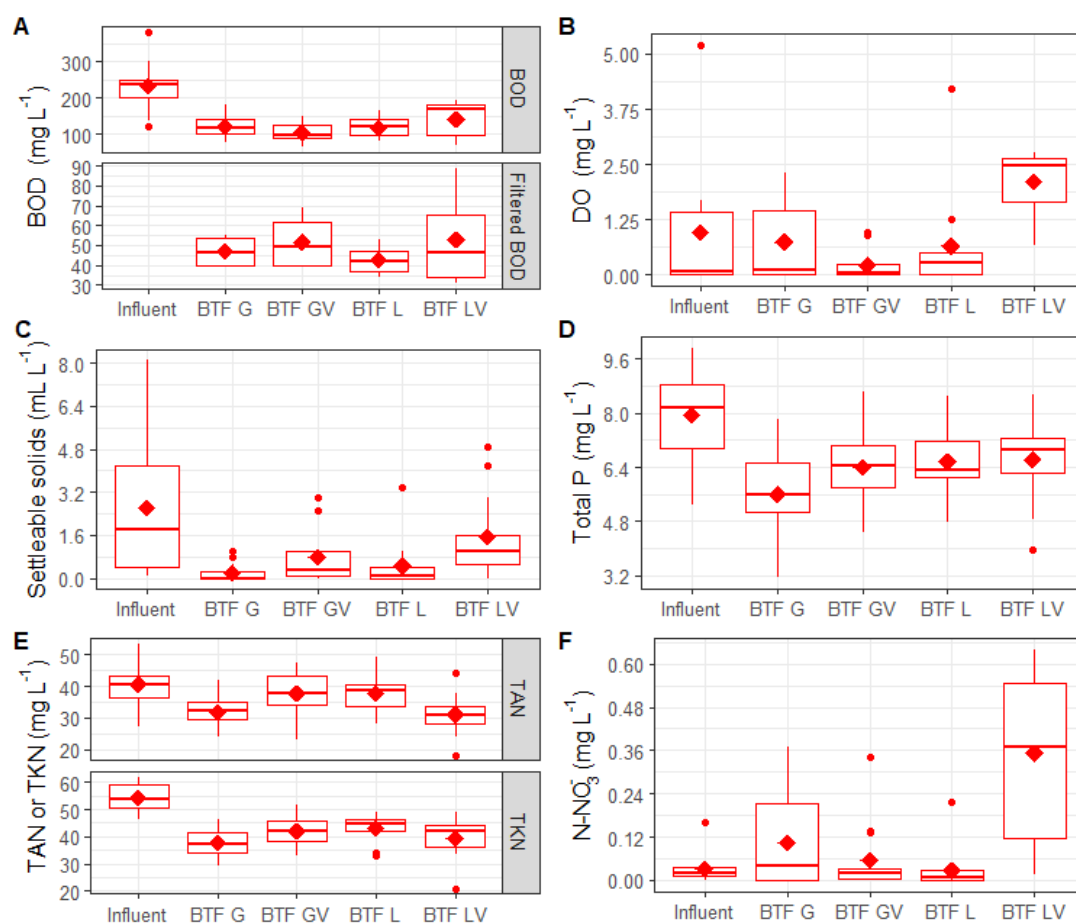 A
BOD (mg L⁻¹)
300
200
100
BOD
90
80
70
60
50
40
30
Filtered BOD
Influent BTF G BTF GV BTF L BTF LV
B
DO (mg L⁻¹)
5.00
3.75
2.50
1.25
0.00
Influent BTF G BTF GV BTF L BTF LV
C
Settleable solids (mL L⁻¹)
8.0
6.4
4.8
3.2
1.6
0.0
Influent BTF G BTF GV BTF L BTF LV
D
Total P (mg L⁻¹)
9.6
8.0
6.4
4.8
3.2
Influent BTF G BTF GV BTF L BTF LV
E
TAN or TKN (mg L⁻¹)
50
40
30
20
TAN
60
50
40
30
20
TKN
Influent BTF G BTF GV BTF L BTF LV
F
N-NO₃⁻ (mg L⁻¹)
0.60
0.48
0.36
0.24
0.12
0.00
Influent BTF G BTF GV BTF L BTF LV